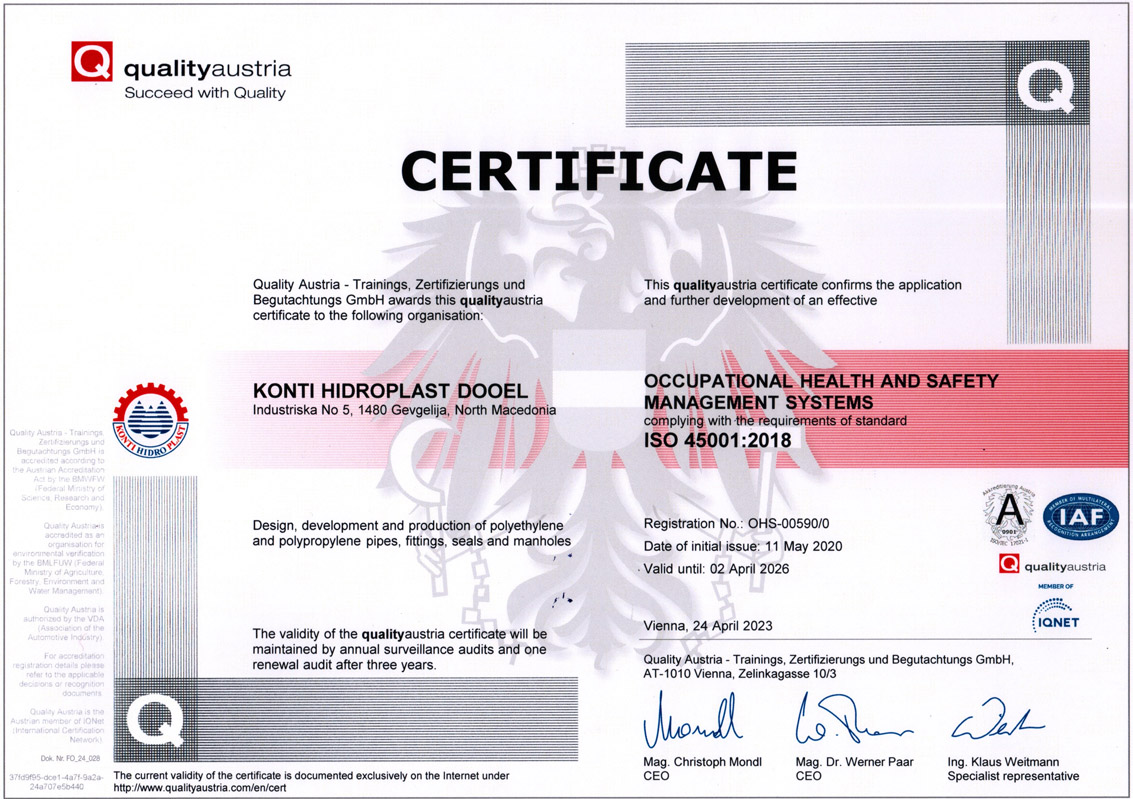 qualityaustria
Succeed with Quality
Q
CERTIFICATE
Quality Austria - Trainings, Zertifizierungs und
Begutachtungs GmbH awards this qualityaustria
certificate to the following organisation:
This qualityaustria certificate confirms the application
and further development of an effective
KONTI HIDROPLAST DOOEL
Industriska No 5, 1480 Gevgelija, North Macedonia
KONTI HIDRO PLAST
OCCUPATIONAL HEALTH AND SAFETY
MANAGEMENT SYSTEMS
complying with the requirements of standard
ISO 45001:2018
Design, development and production of polyethylene
and polypropylene pipes, fittings, seals and manholes
Registration No.: OHS-00590/0
Date of initial issue: 11 May 2020
Valid until: 02 April 2026
Vienna, 24 April 2023
Akkreditierung Austria
A
0981
ISO/IEC 17021-1
MEMBER OF MULTILATERAL
IAF
RECOGNITION ARRANGEMENT
qualityaustria
MEMBER OF
IQNET
The validity of the qualityaustria certificate will be
maintained by annual surveillance audits and one
renewal audit after three years.
Quality Austria - Trainings, Zertifizierungs und Begutachtungs GmbH,
AT-1010 Vienna, Zelinkagasse 10/3
Mag. Christoph Mondl
CEO
Mag. Dr. Werner Paar
CEO
Ing. Klaus Weitmann
Specialist representative
Quality Austria - Trainings,
Zertifizierungs und
Begutachtungs GmbH is
accredited according to
the Austrian Accreditation
Act by the BMWFW
(Federal Ministry of
Science, Research and
Economy).
Quality Austria is
accredited as an
organisation for
environmental verification
by the BMLFUW (Federal
Ministry of Agriculture,
Forestry, Environment and
Water Management).
Quality Austria is
authorized by the VDA
(Association of the
Automotive Industry).
For accreditation
registration details please
refer to the applicable
decisions or recognition
documents.
Quality Austria is the
Austrian member of IQNet
(International Certification
Network).
Dok. Nr. FO_24_028
37fd9f95-dce1-4a7f-9a2a-
24a707e5b440
Q
The current validity of the certificate is documented exclusively on the Internet under
http://www.qualityaustria.com/en/cert